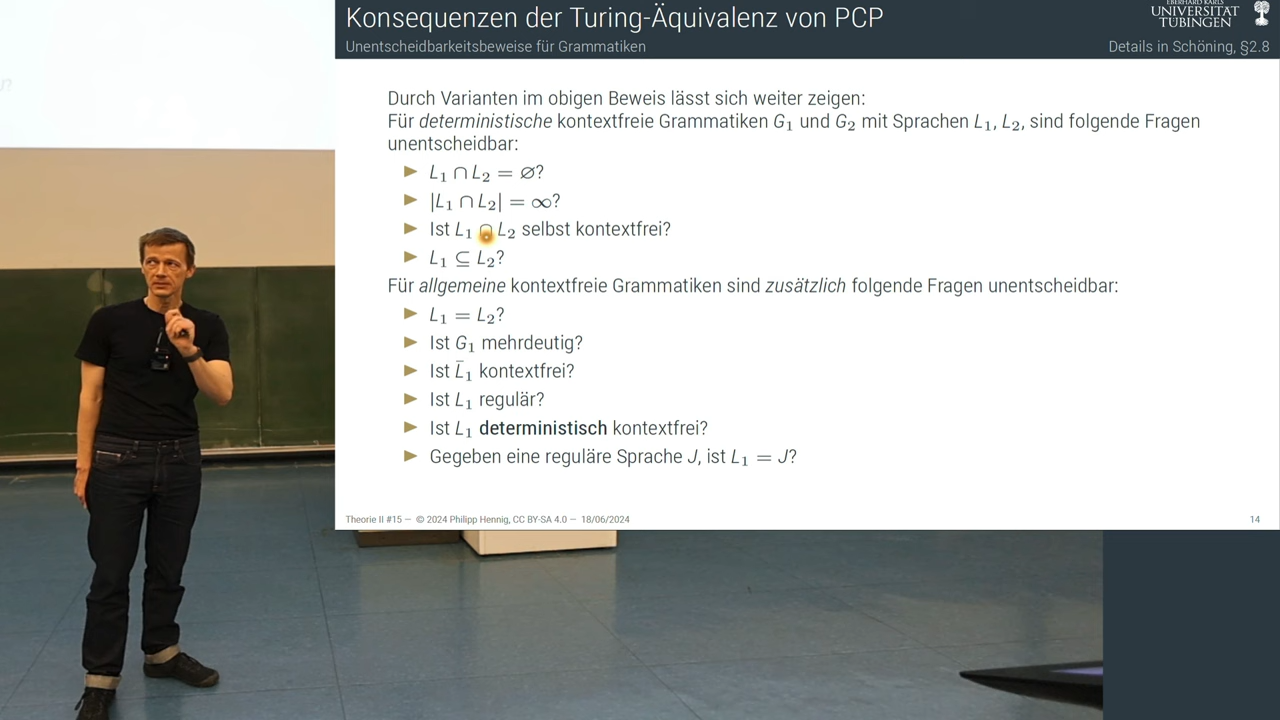 Konsequenzen der Turing-Äquivalenz von PCP
EBERHARD KARLS
UNIVERSITÄT
TÜBINGEN
Unentscheidbarkeitsbeweise für Grammatiken
Details in Schöning, §2.8
Durch Varianten im obigen Beweis lässt sich weiter zeigen:
Für deterministische kontextfreie Grammatiken G₁ und G₂ mit Sprachen L₁, L₂, sind folgende Fragen
unentscheidbar:
► L₁ ∩ L₂ = ∅?
► |L₁ ∩ L₂| = ∞?
► Ist L₁ ∩ L₂ selbst kontextfrei?
► L₁ ⊆ L₂?
Für allgemeine kontextfreie Grammatiken sind zusätzlich folgende Fragen unentscheidbar:
► L₁ = L₂?
► Ist G₁ mehrdeutig?
► Ist L̄₁ kontextfrei?
► Ist L₁ regulär?
► Ist L₁ deterministisch kontextfrei?
► Gegeben eine reguläre Sprache J, ist L₁ = J?
Theorie II #15 — © 2024 Philipp Hennig, CC BY-SA 4.0 — 18/06/2024
14